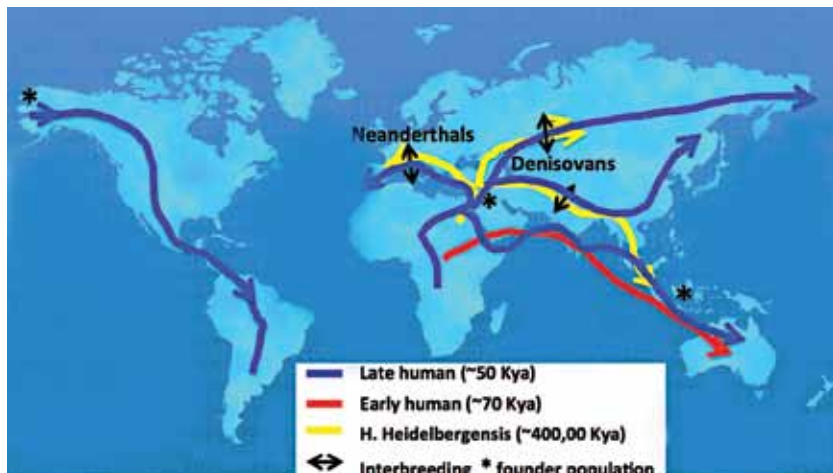 *
Neanderthals
Denisovans
*
*
Late human (~50 Kya)
Early human (~70 Kya)
H. Heidelbergensis (~400,00 Kya)
Interbreeding * founder population